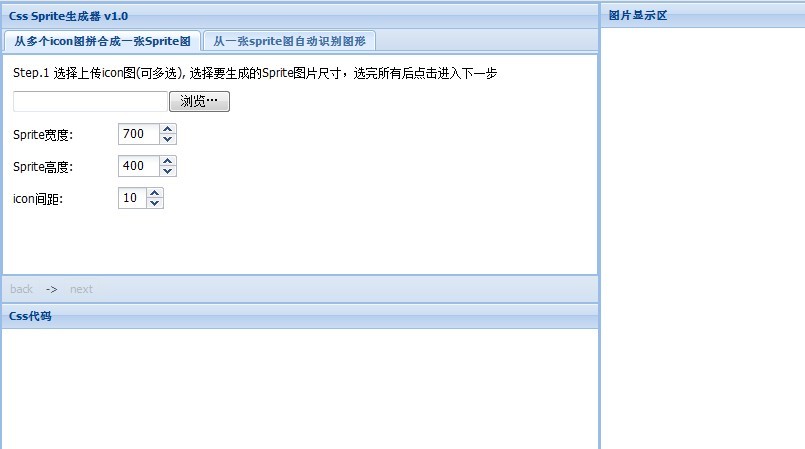 Css Sprite生成器 v1.0
从多个icon图拼合成一张Sprite图
从一张sprite图自动识别图形
Step.1 选择上传icon图(可多选), 选择要生成的Sprite图片尺寸，选完所有后点击进入下一步
浏览…
Sprite宽度: 700
Sprite高度: 400
icon间距: 10
back -> next
Css代码
图片显示区